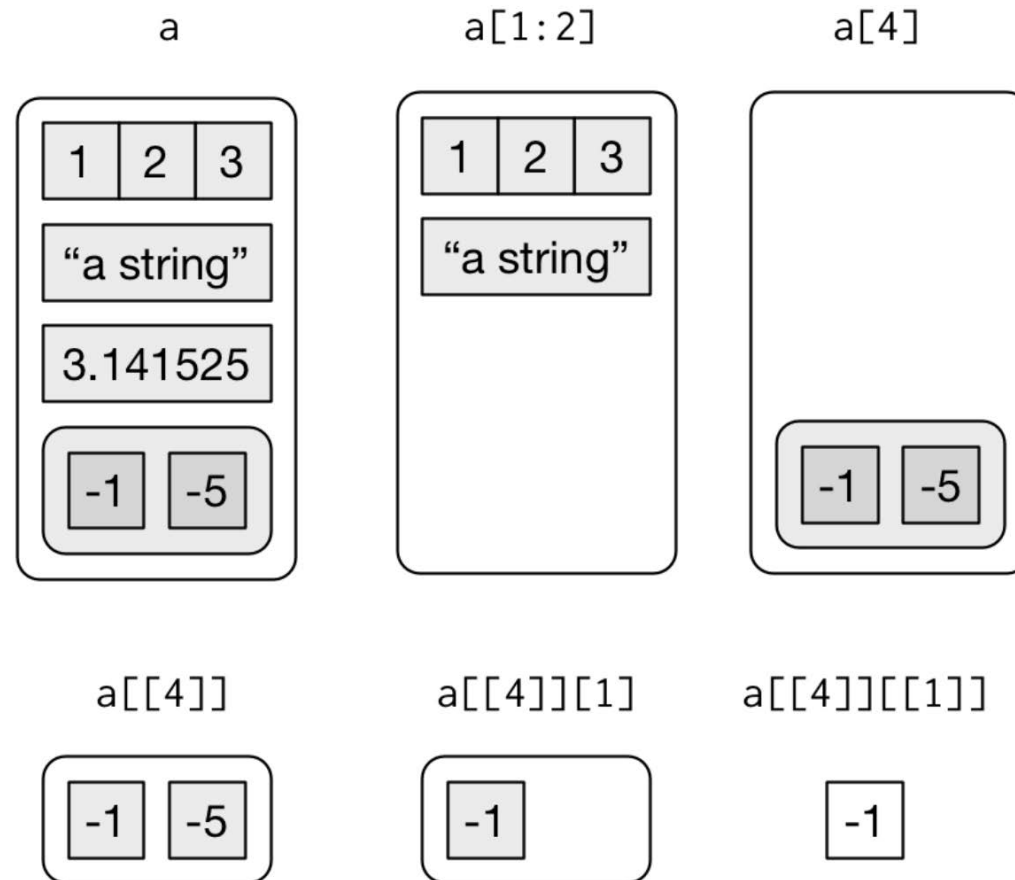 a a[1:2] a[4]
1 2 3 1 2 3
“a string” “a string”
3.141525
-1 -5 -1 -5
a[[4]] a[[4]][1] a[[4]][[1]]
-1 -5 -1 -1